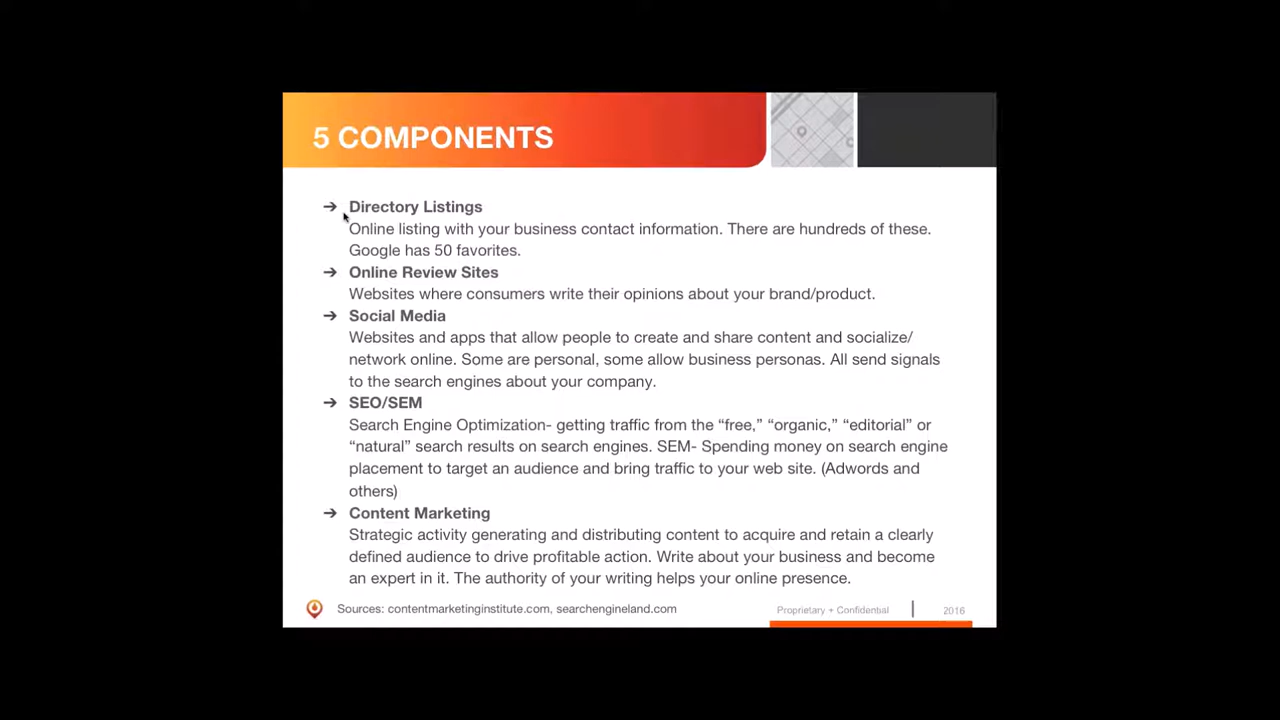 5 COMPONENTS
➔ Directory Listings
Online listing with your business contact information. There are hundreds of these.
Google has 50 favorites.
➔ Online Review Sites
Websites where consumers write their opinions about your brand/product.
➔ Social Media
Websites and apps that allow people to create and share content and socialize/
network online. Some are personal, some allow business personas. All send signals
to the search engines about your company.
➔ SEO/SEM
Search Engine Optimization- getting traffic from the “free,” “organic,” “editorial” or
“natural” search results on search engines. SEM- Spending money on search engine
placement to target an audience and bring traffic to your web site. (Adwords and
others)
➔ Content Marketing
Strategic activity generating and distributing content to acquire and retain a clearly
defined audience to drive profitable action. Write about your business and become
an expert in it. The authority of your writing helps your online presence.
Sources: contentmarketinginstitute.com, searchengineland.com
Proprietary + Confidential | 2016